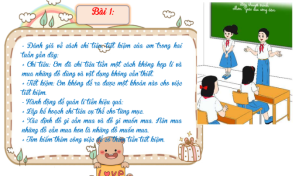 Bài 1:
- Đánh giá về cách chi tiêu tiết kiệm của em trong hai tuần gần đây.
- Chi tiêu: Em đã chi tiêu tiền một cách không hợp lí vì mua những đồ dùng và vật dụng không cần thiết.
- Tiết kiệm: Em không để ra được một khoản nào cho việc tiết kiệm.
- Hành động để quản lí tiền hiệu quả:
- Lập kế hoạch chi tiêu cụ thể cho từng mục.
- Xác định đồ gì cần mua và đồ gì muốn mua. Nên mua những đồ cần mua hơn là những đồ muốn mua.
- Tìm kiếm thêm công việc để có thêm tiền tiết kiệm.
LOVE